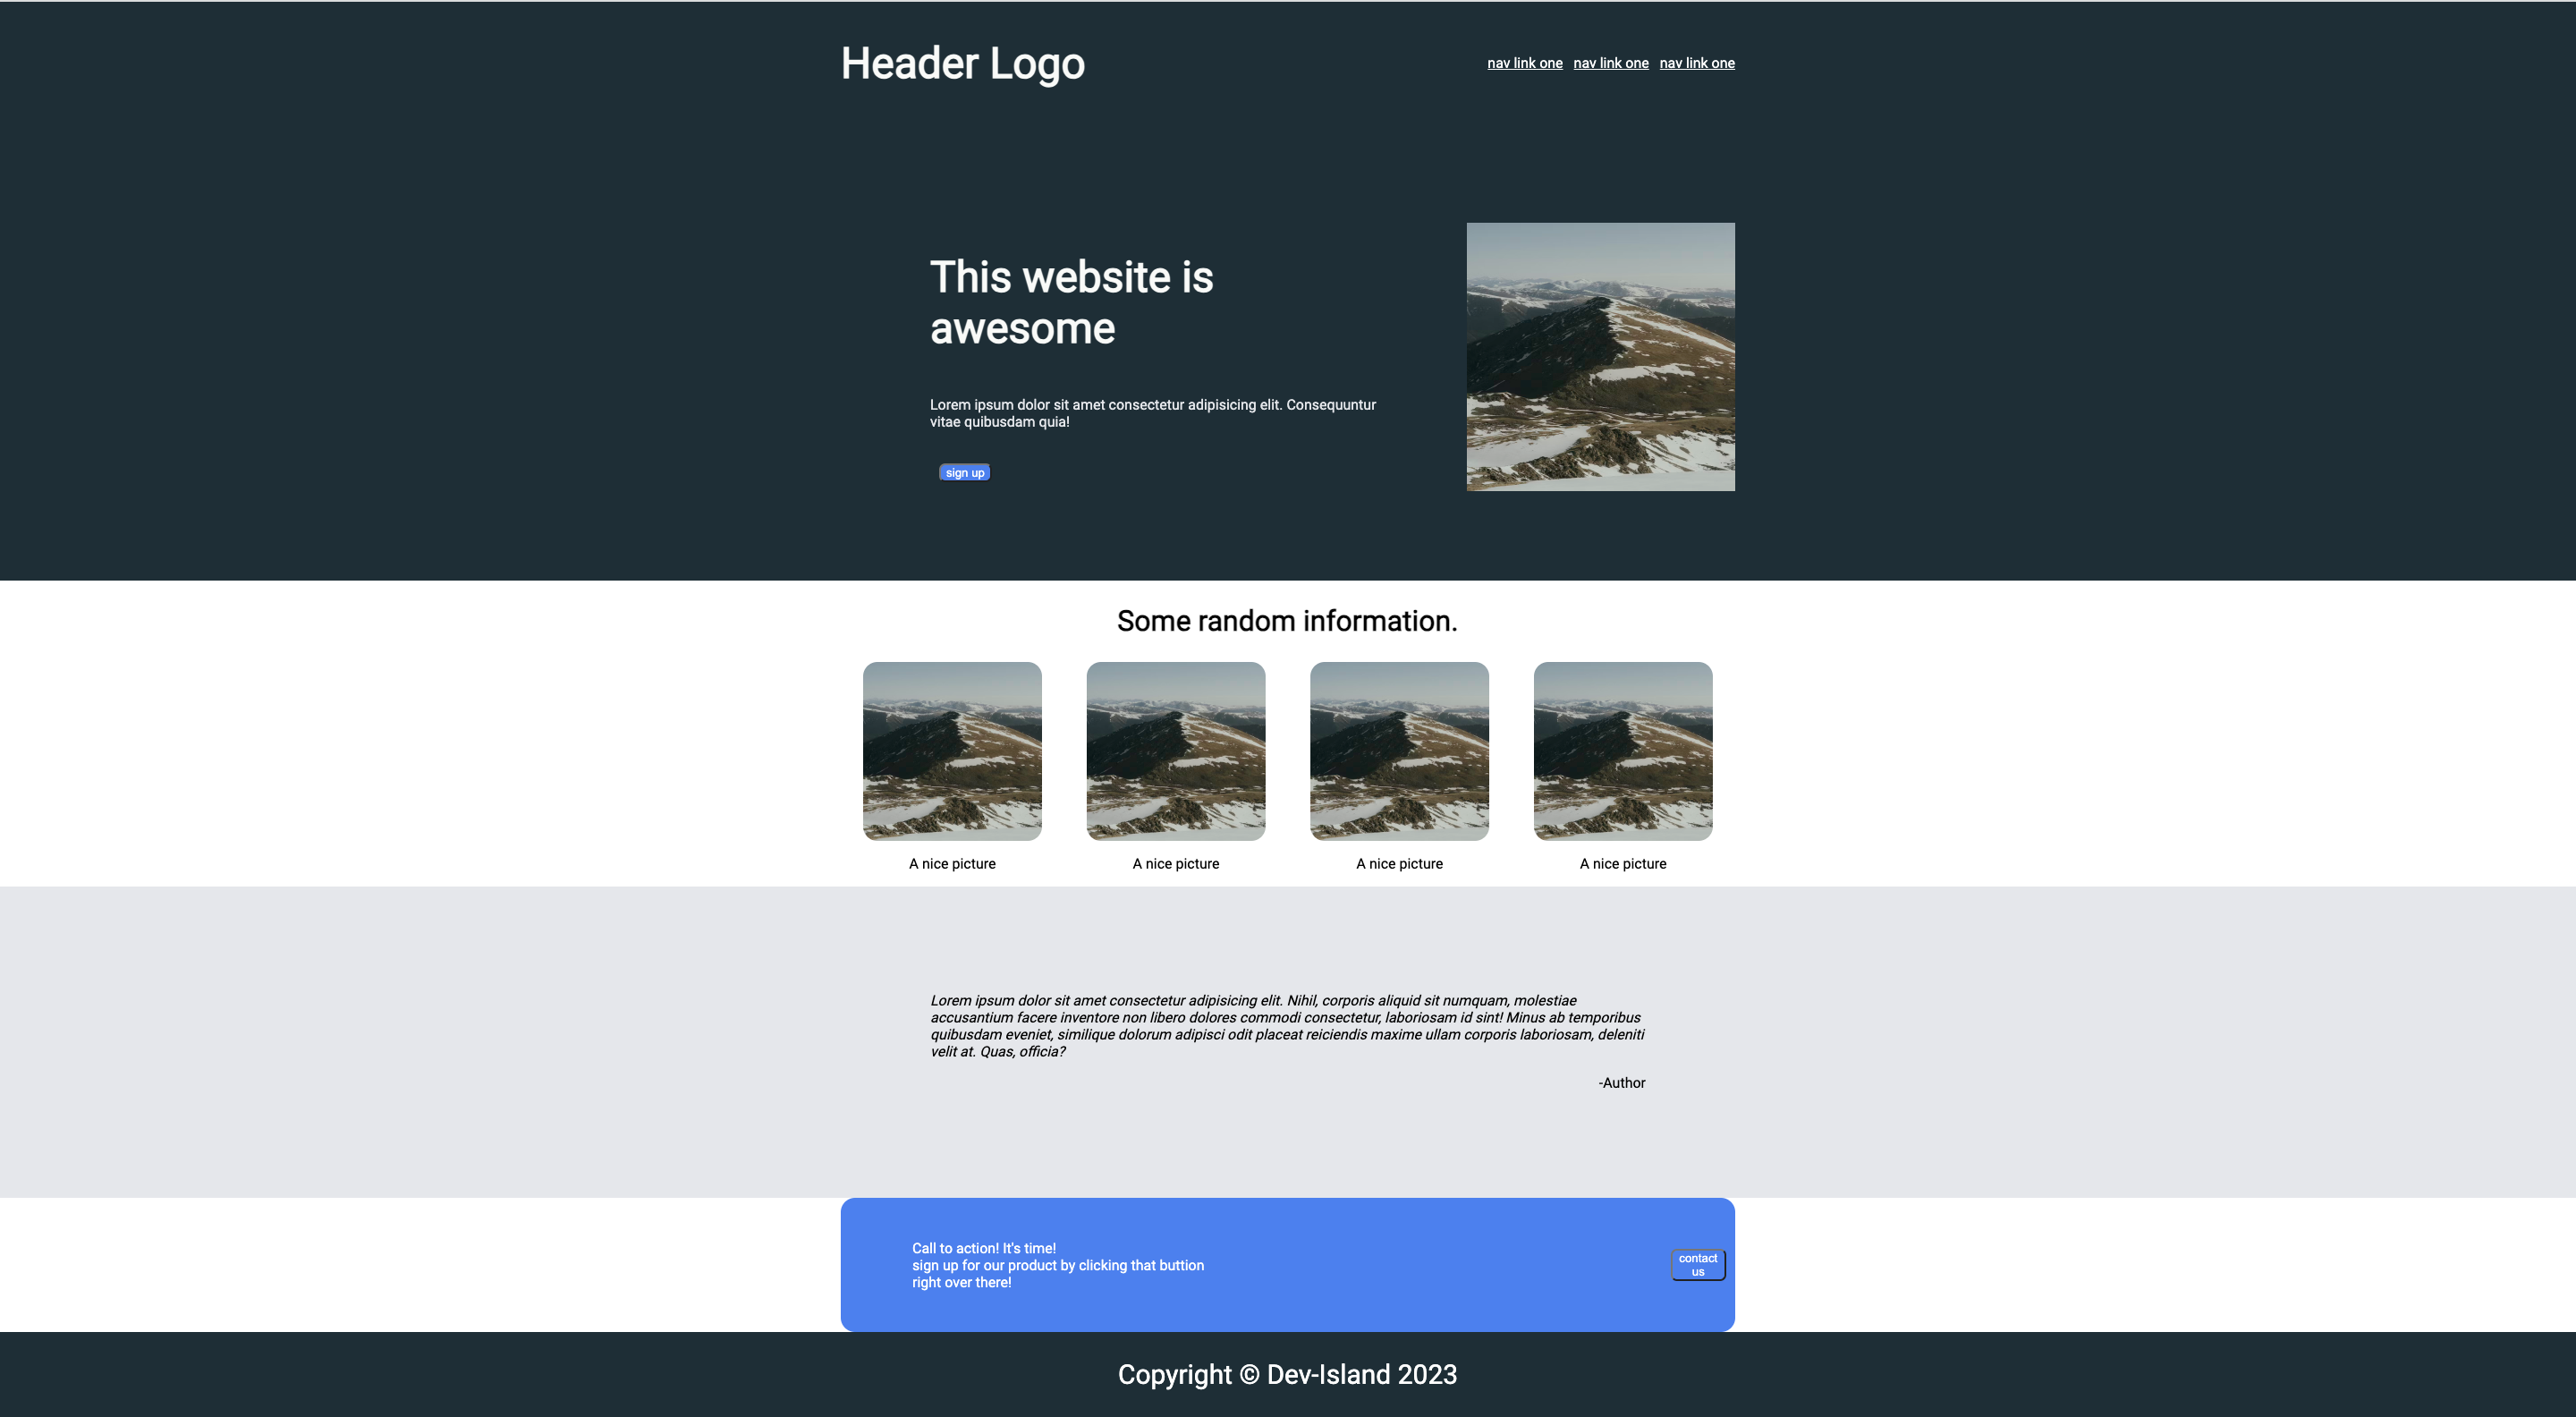 Header Logo
nav link one nav link one nav link one
This website is
awesome
Lorem ipsum dolor sit amet consectetur adipisicing elit. Consequuntur
vitae quibusdam quia!
sign up
Some random information.
A nice picture
A nice picture
A nice picture
A nice picture
Lorem ipsum dolor sit amet consectetur adipisicing elit. Nihil, corporis aliquid sit numquam, molestiae
accusantium facere inventore non libero dolores commodi consectetur, laboriosam id sint! Minus ab temporibus
quibusdam eveniet, similique dolorum adipisci odit placeat reiciendis maxime ullam corporis laboriosam, deleniti
velit at. Quas, officia?
-Author
Call to action! It's time!
sign up for our product by clicking that buttion
right over there!
contact
us
Copyright © Dev-Island 2023